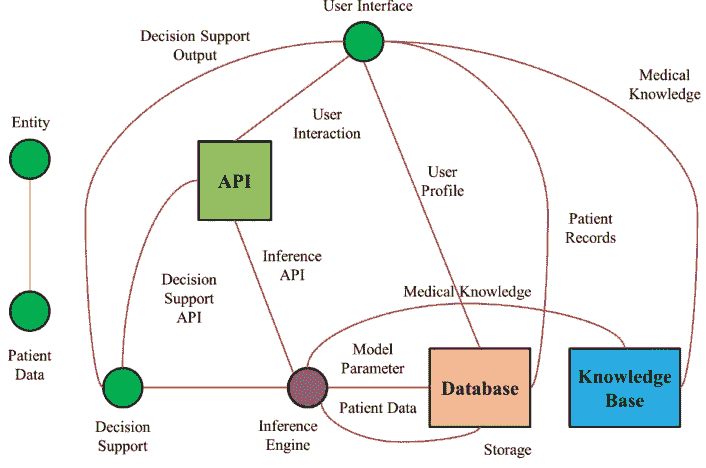 User Interface
Decision Support
Output
Medical
Knowledge
Entity
User
Interaction
API
User
Profile
Patient
Records
Inference
API
Decision
Support
API
Medical Knowledge
Patient
Data
Model
Parameter
Database
Knowledge
Base
Patient Data
Decision
Support
Inference
Engine
Storage